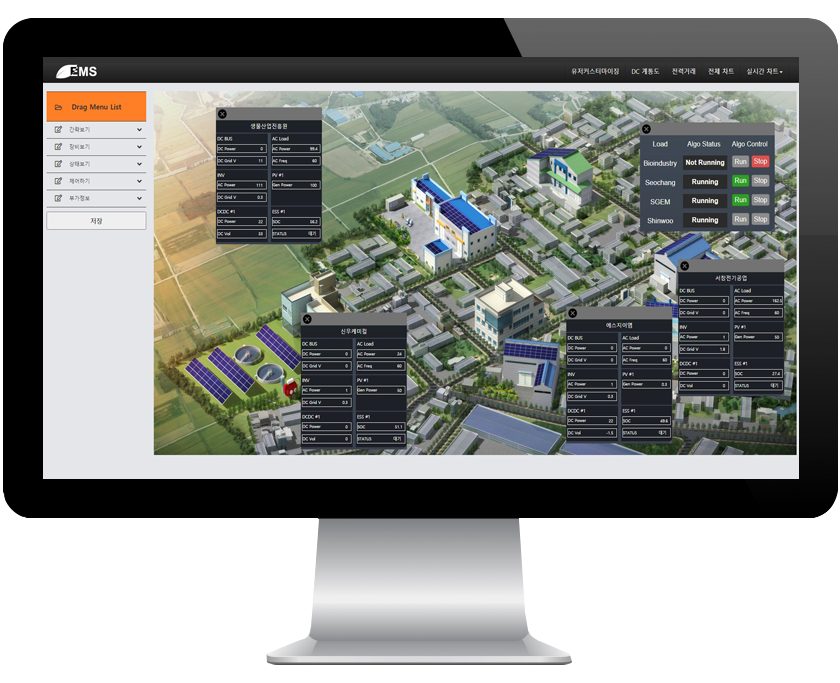 EMS
유저커스터마이징 DC 계통도 전력거래 전체 차트 실시간 차트
Drag Menu List
간략보기
장비보기
상태보기
제어하기
부가정보
저장
생물산업진흥원
DC BUS AC Load
DC Power 0 AC Power 99.4
DC Grid V 11 AC Freq 60
INV PV #1
AC Power 111 Gen Power 100
DC Grid V 0.3
DCDC #1 ESS #1
DC Power 22 SOC 56.2
DC Vol 33 STATUS 대기
Load Algo Status Algo Control
Bioindustry Not Running Run Stop
Seochang Running Run Stop
SGEM Running Run Stop
Shinwoo Running Run Stop
서창전기공업
DC BUS AC Load
DC Power 0 AC Power 162.5
DC Grid V 0 AC Freq 60
INV PV #1
AC Power 1 Gen Power 50
DC Grid V 1.8
DCDC #1 ESS #1
DC Power 0 SOC 27.4
DC Vol 0 STATUS 대기
신우케미컬
DC BUS AC Load
DC Power 0 AC Power 24
DC Grid V 0 AC Freq 60
INV PV #1
AC Power 1 Gen Power 50
DC Grid V 0.3
DCDC #1 ESS #1
DC Power 0 SOC 51.1
DC Vol 0 STATUS 대기
에스지이엠
DC BUS AC Load
DC Power 0 AC Power 0
DC Grid V 0 AC Freq 60
INV PV #1
AC Power 1 Gen Power 0.3
DC Grid V 0.3
DCDC #1 ESS #1
DC Power 22 SOC 49.6
DC Vol -1.5 STATUS 대기